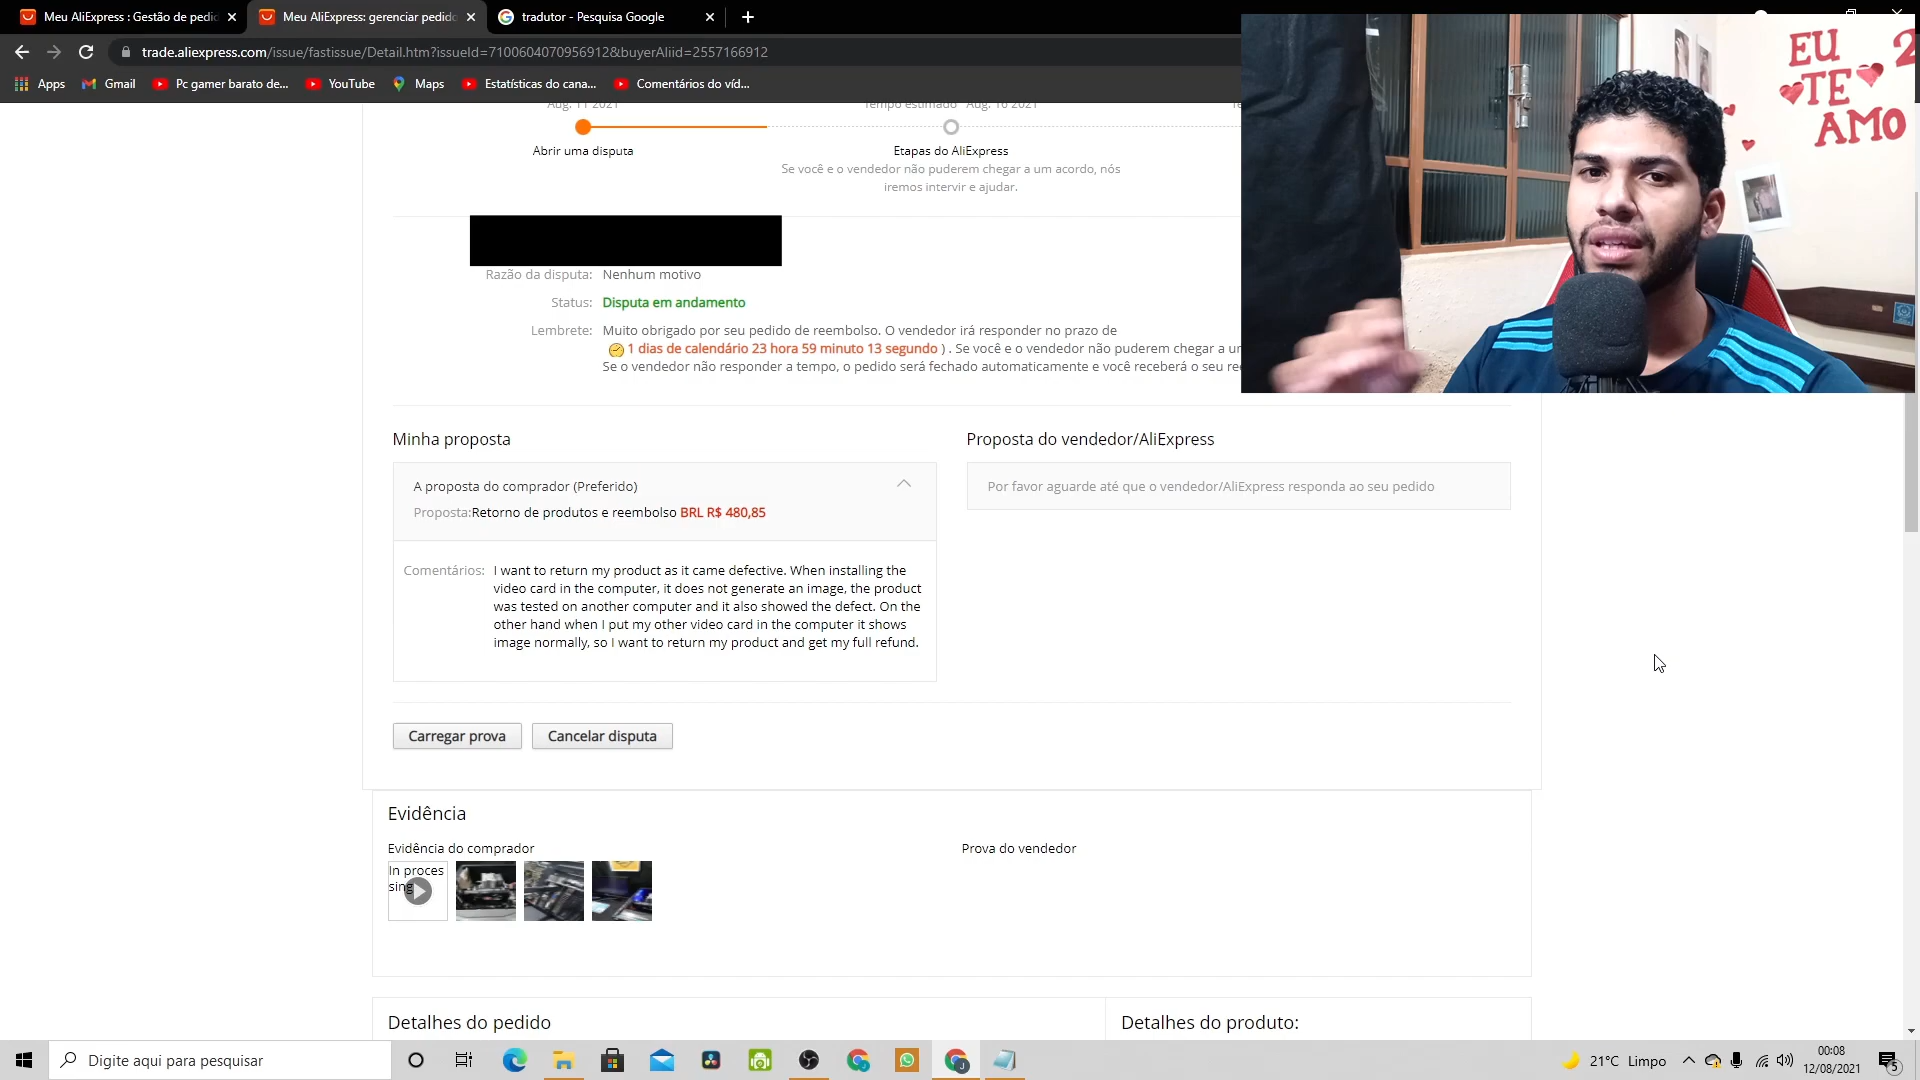 Meu AliExpress : Gestão de pedid
Meu AliExpress: gerenciar pedido
tradutor - Pesquisa Google
trade.aliexpress.com/issue/fastissue/Detail.htm?issueId=7100604070956912&buyerAliid=2557166912
Apps
Gmail
Pc gamer barato de...
YouTube
Maps
Estatísticas do cana...
Comentários do víd...
EU
TE
AMO
2
Aug. 11 2021
Tempo estimado Aug. 16 2021
Abrir uma disputa
Etapas do AliExpress
Se você e o vendedor não puderem chegar a um acordo, nós
iremos intervir e ajudar.
Razão da disputa: Nenhum motivo
Status: Disputa em andamento
Lembrete: Muito obrigado por seu pedido de reembolso. O vendedor irá responder no prazo de
1 dias de calendário 23 hora 59 minuto 13 segundo ) . Se você e o vendedor não puderem chegar a
Se o vendedor não responder a tempo, o pedido será fechado automaticamente e você receberá o seu
Minha proposta
Proposta do vendedor/AliExpress
A proposta do comprador (Preferido)
Proposta:Retorno de produtos e reembolso BRL R$ 480,85
Por favor aguarde até que o vendedor/AliExpress responda ao seu pedido
Comentários: I want to return my product as it came defective. When installing the
video card in the computer, it does not generate an image, the product
was tested on another computer and it also showed the defect. On the
other hand when I put my other video card in the computer it shows
image normally, so I want to return my product and get my full refund.
Carregar prova
Cancelar disputa
Evidência
Evidência do comprador
Prova do vendedor
In proces
sing
Detalhes do pedido
Detalhes do produto:
Digite aqui para pesquisar
21°C Limpo
00:08
12/08/2021
5